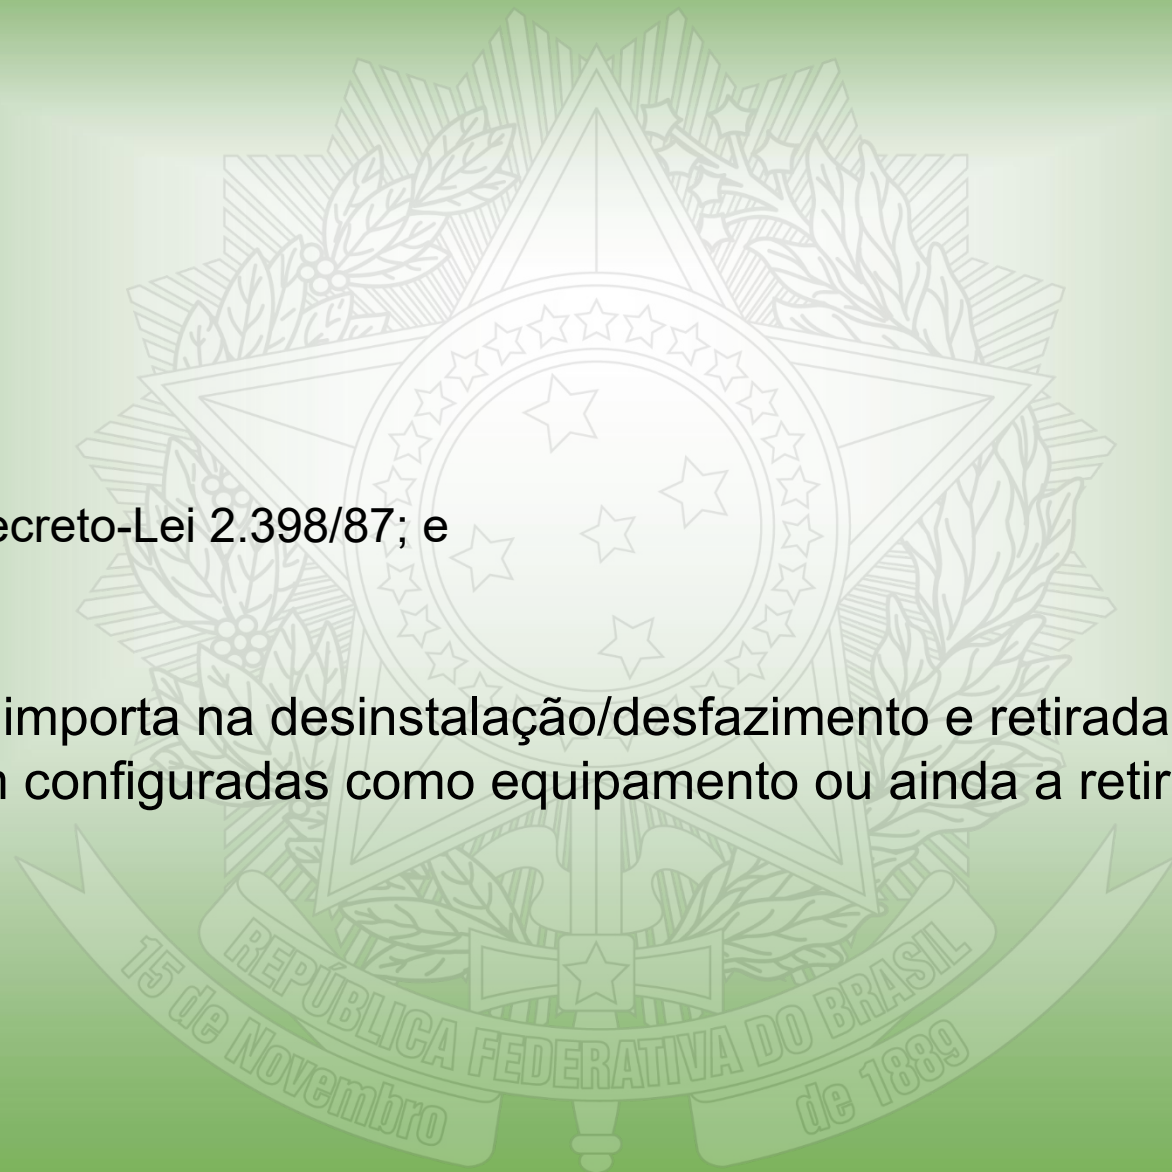 ecreto-Lei 2.398/87; e
importa na desinstalação/desfazimento e retirada
configuradas como equipamento ou ainda a retir
REPÚBLICA FEDERATIVA DO BRASIL
15 de Novembro de 1889